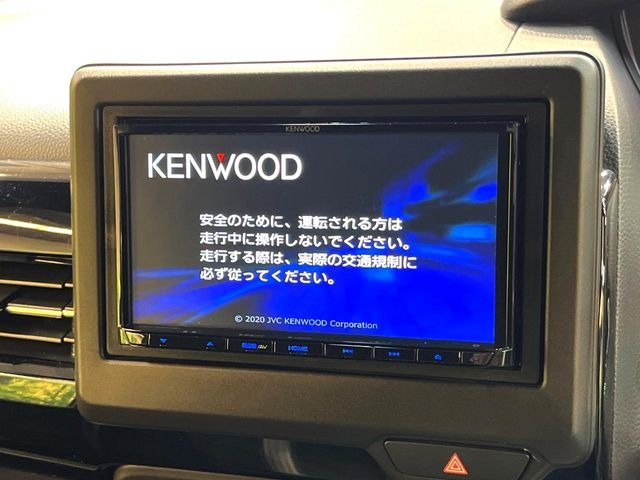 KENWOOD
KENWOOD
安全のために、運転される方は
走行中に操作しないでください。
走行する際は、実際の交通規制に
必ず従ってください。
© 2020 JVC KENWOOD Corporation
HOME